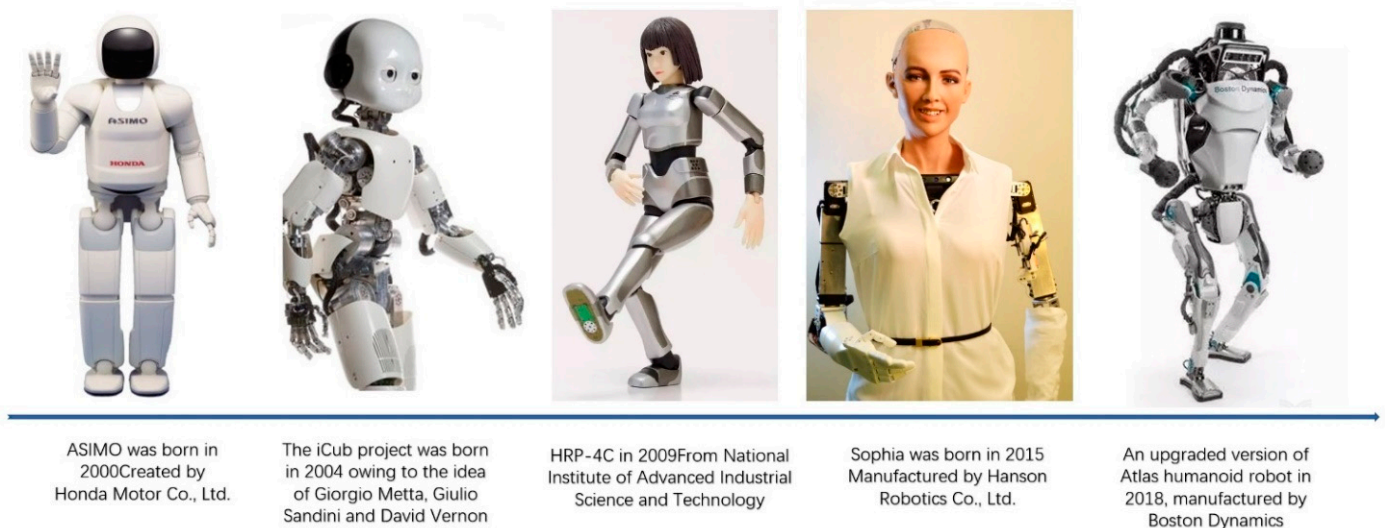 ASIMO
HONDA
Boston Dynamics
ASIMO was born in
2000Created by
Honda Motor Co., Ltd.
The iCub project was born
in 2004 owing to the idea
of Giorgio Metta, Giulio
Sandini and David Vernon
HRP-4C in 2009From National
Institute of Advanced Industrial
Science and Technology
Sophia was born in 2015
Manufactured by Hanson
Robotics Co., Ltd.
An upgraded version of
Atlas humanoid robot in
2018, manufactured by
Boston Dynamics